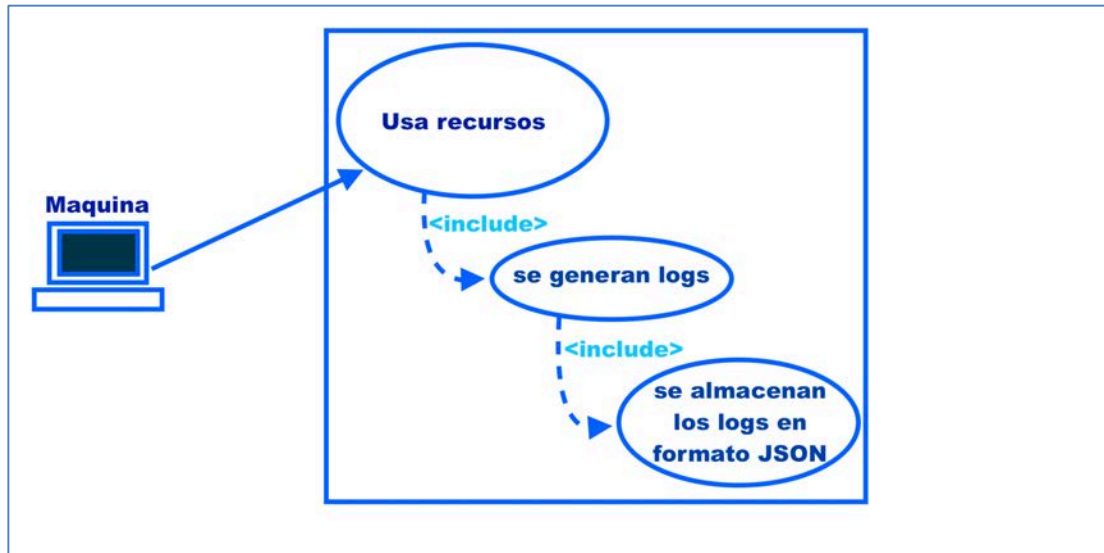 Usa recursos
Maquina
<include>
se generan logs
<include>
se almacenan
los logs en
formato JSON